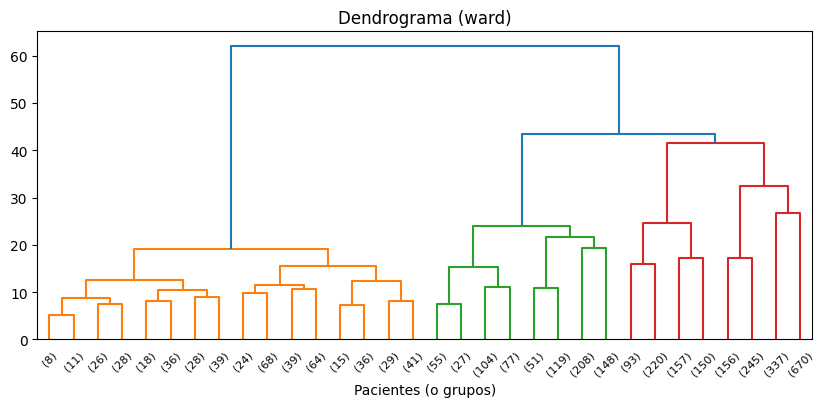 Dendrograma (ward)
60
50
40
30
20
10
0
(8) (11) (26) (28) (18) (36) (28) (39) (24) (68) (39) (64) (15) (36) (29) (41) (55) (27) (104) (77) (51) (119) (208) (148) (93) (220) (157) (150) (156) (245) (337) (670)
Pacientes (o grupos)